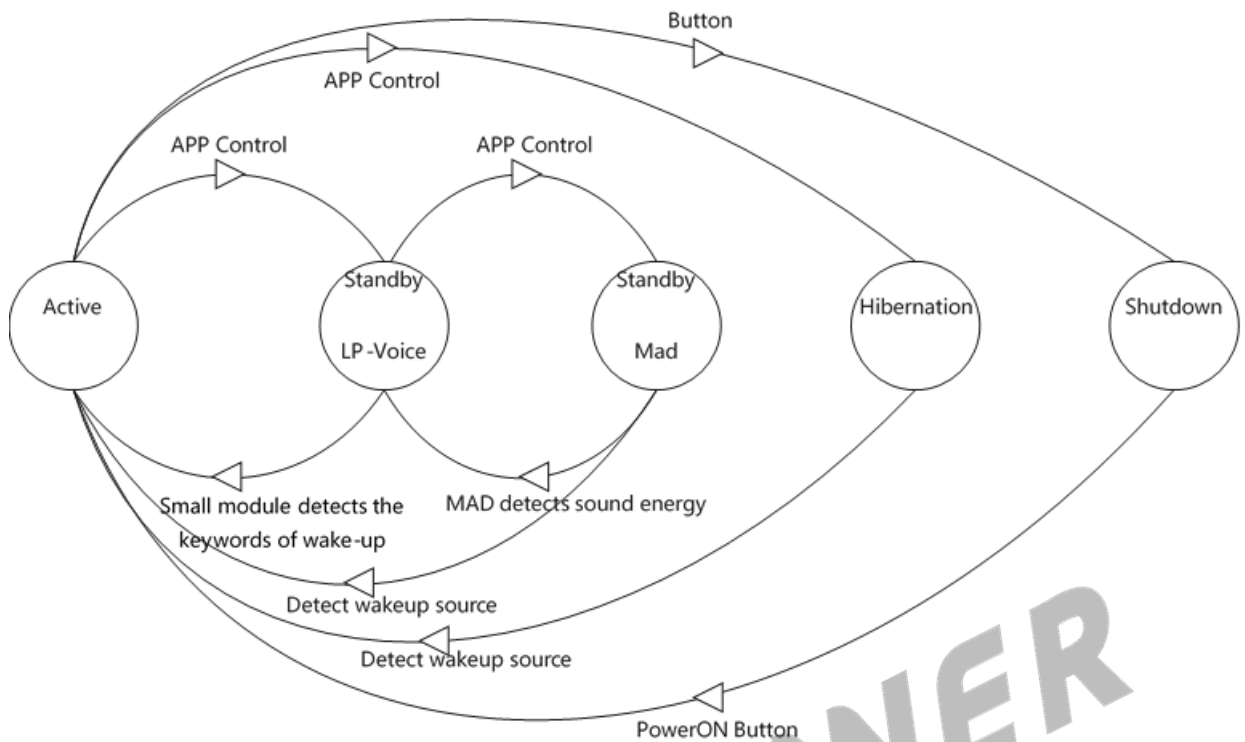 Button
APP Control
APP Control
APP Control
Active
Standby
LP-Voice
Standby
Mad
Hibernation
Shutdown
Small module detects the
keywords of wake-up
MAD detects sound energy
Detect wakeup source
Detect wakeup source
PowerON Button